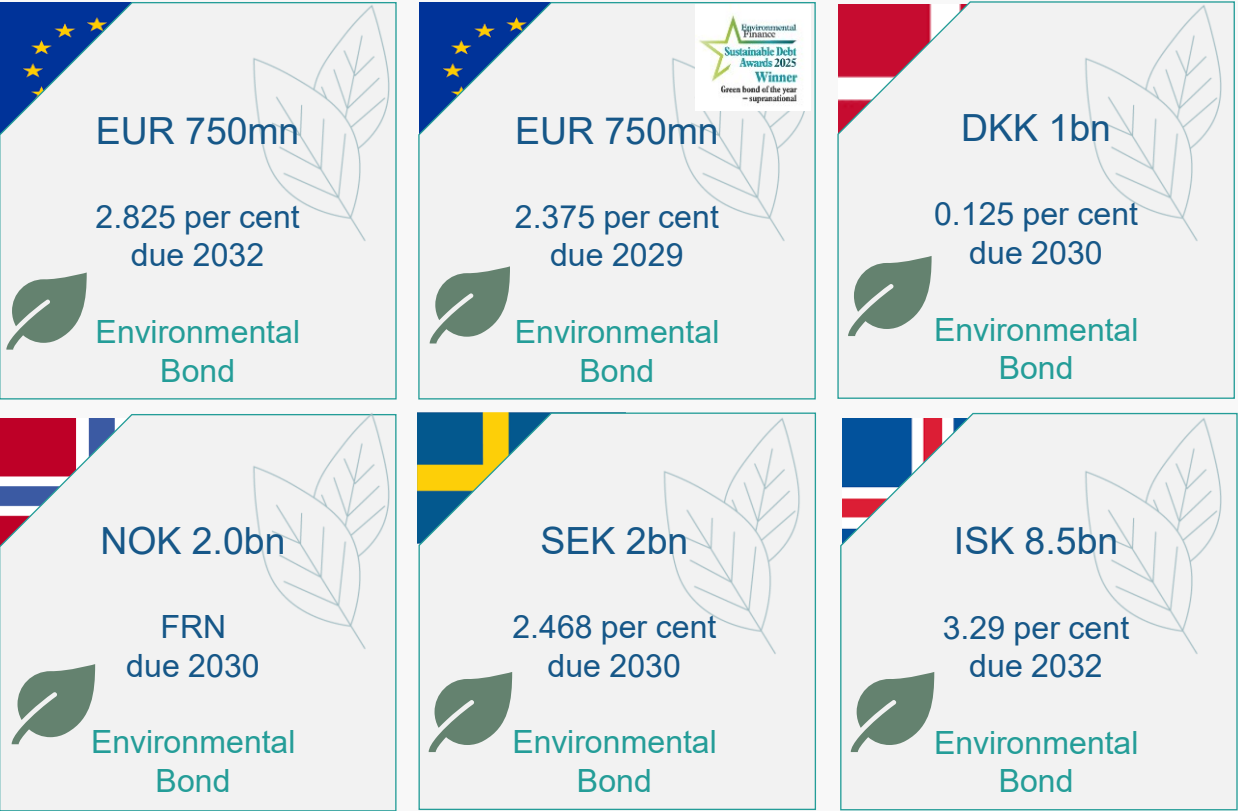 EUR 750mn
2.825 per cent
due 2032
Environmental
Bond
Environmental
Finance
Sustainable Debt
Awards 2025
Winner
Green bond of the year
– supranational
EUR 750mn
2.375 per cent
due 2029
Environmental
Bond
DKK 1bn
0.125 per cent
due 2030
Environmental
Bond
NOK 2.0bn
FRN
due 2030
Environmental
Bond
SEK 2bn
2.468 per cent
due 2030
Environmental
Bond
ISK 8.5bn
3.29 per cent
due 2032
Environmental
Bond